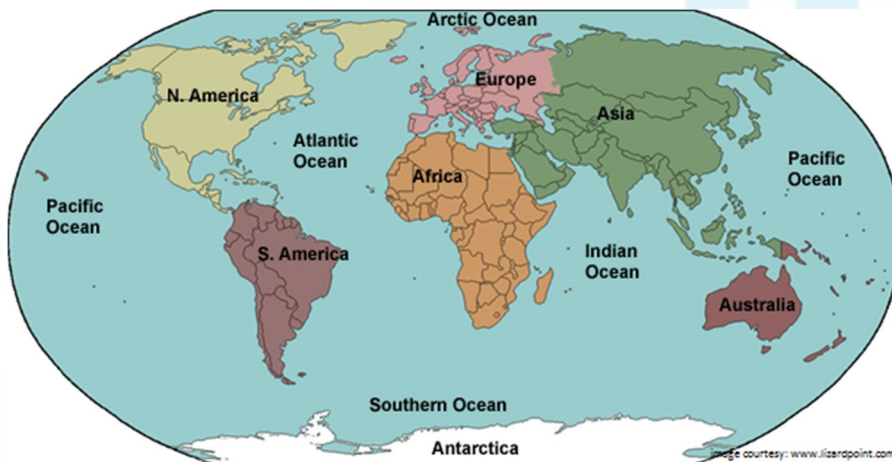 Arctic Ocean
N. America
Europe
Asia
Atlantic
Ocean
Pacific
Ocean
Africa
Pacific
Ocean
S. America
Indian
Ocean
Australia
Southern Ocean
Antarctica
image courtesy: www.lizardpoint.com